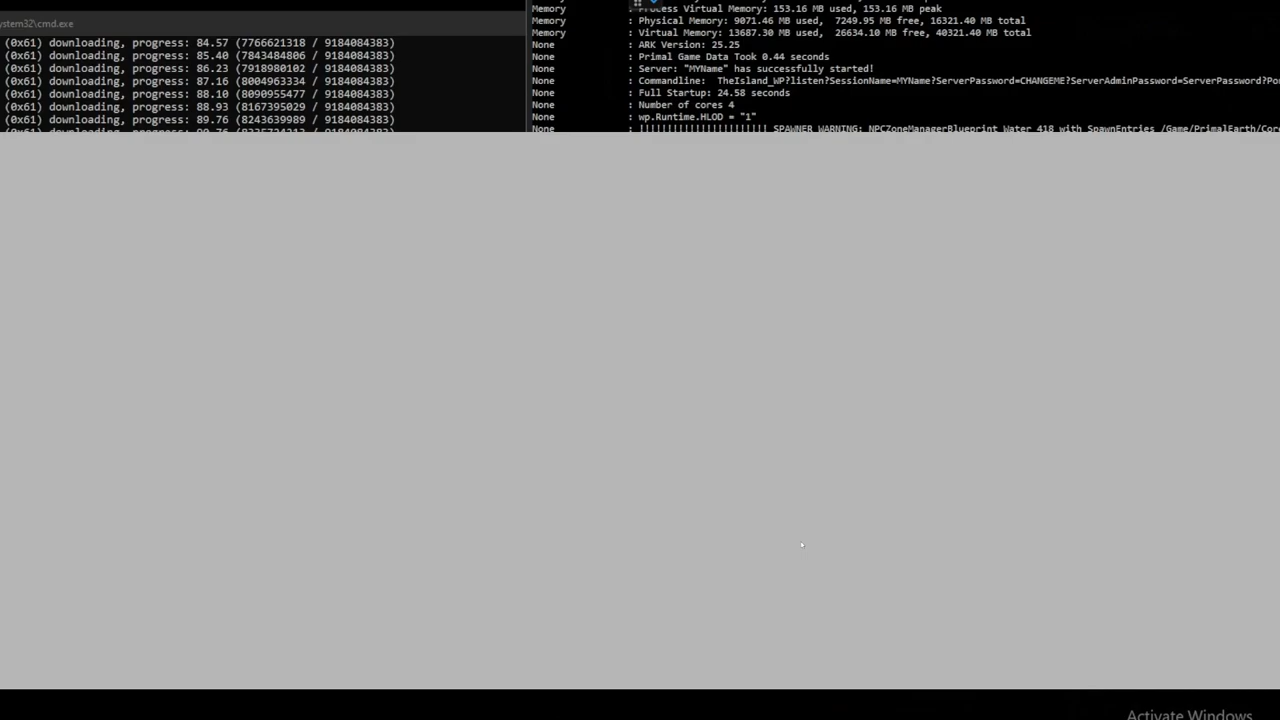 ystem32\cmd.exe
(0x61) downloading, progress: 84.57 (7766621318 / 9184084383)
(0x61) downloading, progress: 85.40 (7843484806 / 9184084383)
(0x61) downloading, progress: 86.23 (7918980102 / 9184084383)
(0x61) downloading, progress: 87.16 (8004963334 / 9184084383)
(0x61) downloading, progress: 88.10 (8090955477 / 9184084383)
(0x61) downloading, progress: 88.93 (8167395029 / 9184084383)
(0x61) downloading, progress: 89.76 (8243639989 / 9184084383)
Memory : Process Virtual Memory: 153.16 MB used, 153.16 MB peak
Memory : Physical Memory: 9071.46 MB used, 7249.95 MB free, 16321.40 MB total
Memory : Virtual Memory: 13687.30 MB used, 26634.10 MB free, 40321.40 MB total
None : ARK Version: 25.25
None : Primal Game Data Took 0.44 seconds
None : Server: "MYName" has successfully started!
None : Commandline: TheIsland_WP?listen?SessionName=MYName?ServerPassword=CHANGEME?ServerAdminPassword=ServerPassword?Po
None : Full Startup: 24.58 seconds
None : Number of cores 4
None : wp.Runtime.HLOD = "1"
None : !!!!!!!!!!!!!!!!!!!!!!! SPAWNER WARNING: NPCZoneManagerBlueprint_Water_418 with SpawnEntries /Game/PrimalEarth/Cor
Activate Windows